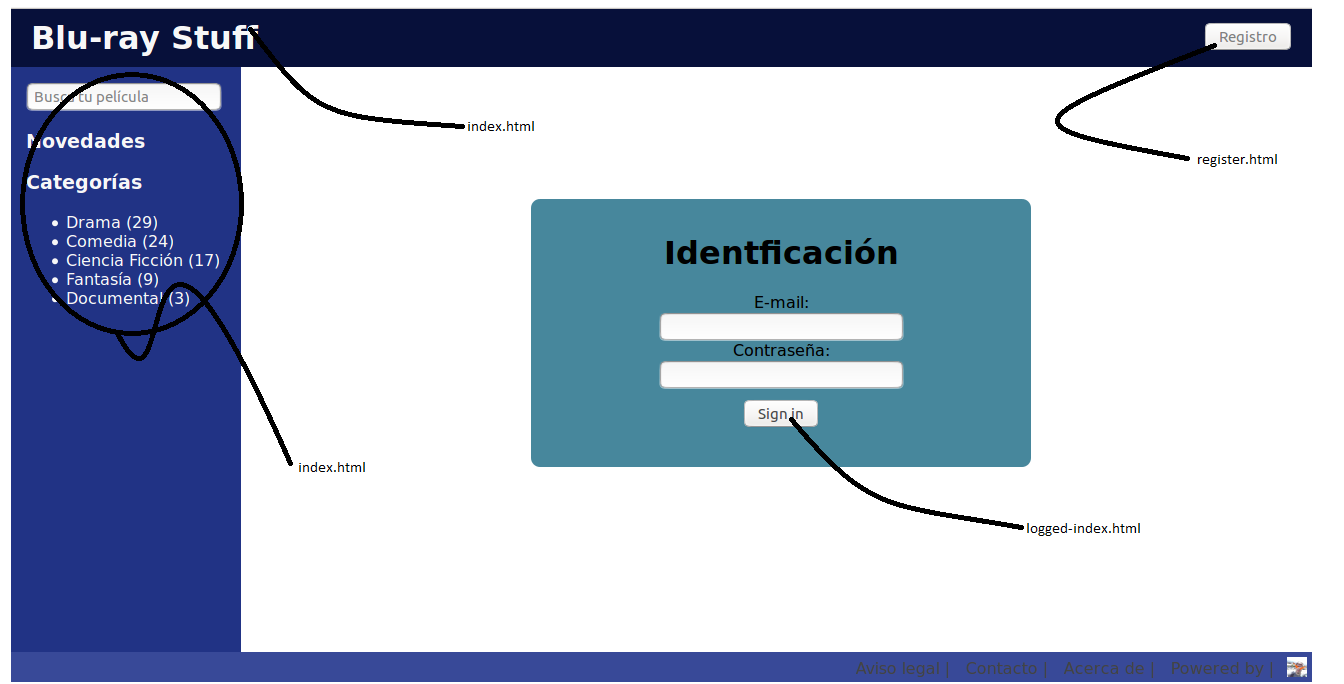 Blu-ray Stuff
Registro
Busca tu película
index.html
Novedades
register.html
Categorías
Drama (29)
Comedia (24)
Ciencia Ficción (17)
Fantasía (9)
Documental (3)
Identficación
E-mail:
Contraseña:
Sign in
index.html
logged-index.html
Aviso legal | Contacto | Acerca de | Powered by |